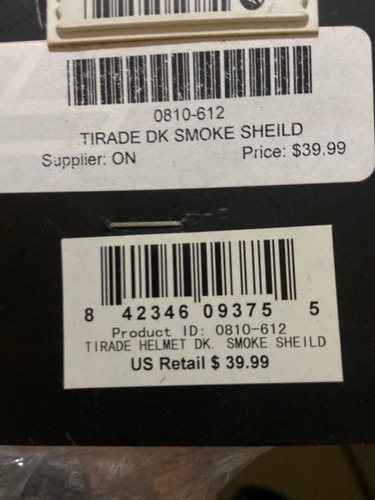 0810-612
TIRADE DK SMOKE SHEILD
Supplier: ON Price: $39.99
8 42346 09375 5
Product ID: 0810-612
TIRADE HELMET DK. SMOKE SHEILD
US Retail $ 39.99